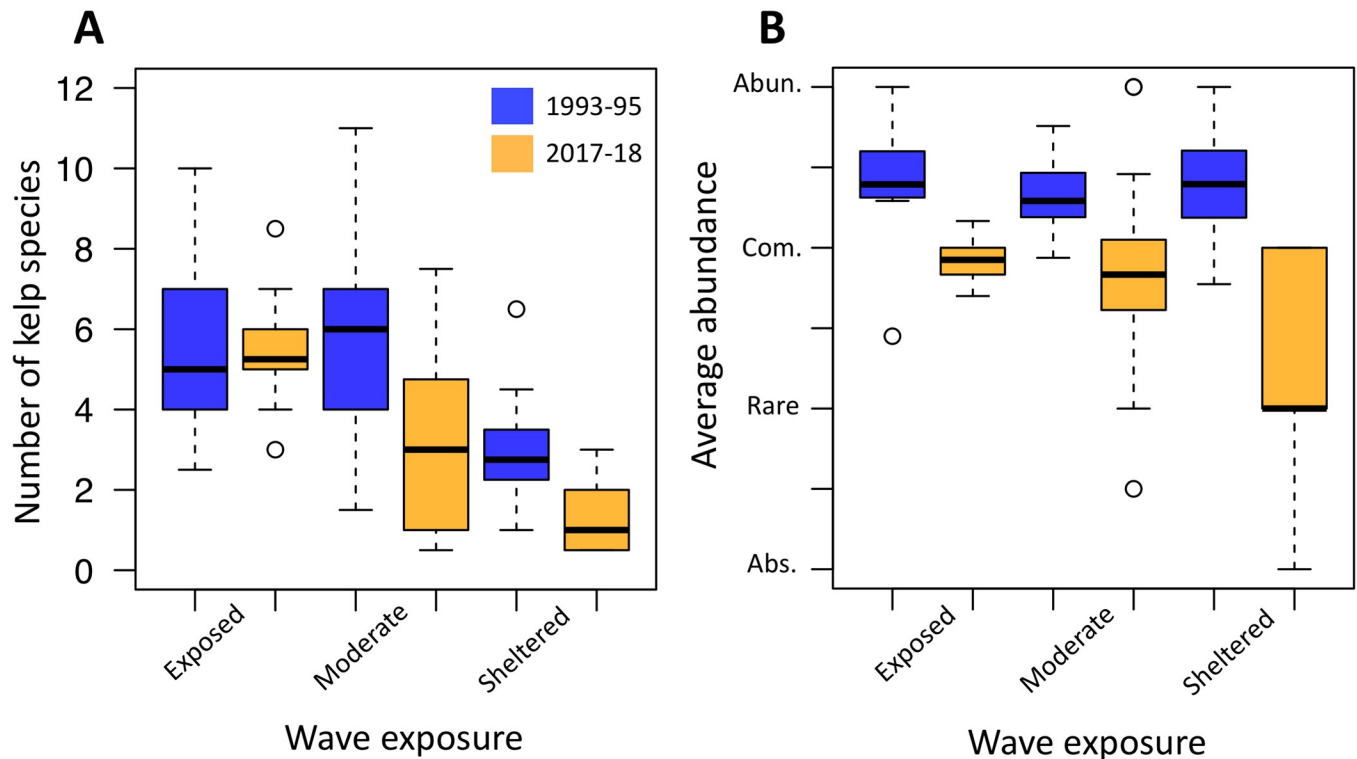 A
Number of kelp species
12
10
8
6
4
2
0
1993-95
2017-18
Exposed
Moderate
Sheltered
Wave exposure
B
Average abundance
Abun.
Com.
Rare
Abs.
Exposed
Moderate
Sheltered
Wave exposure